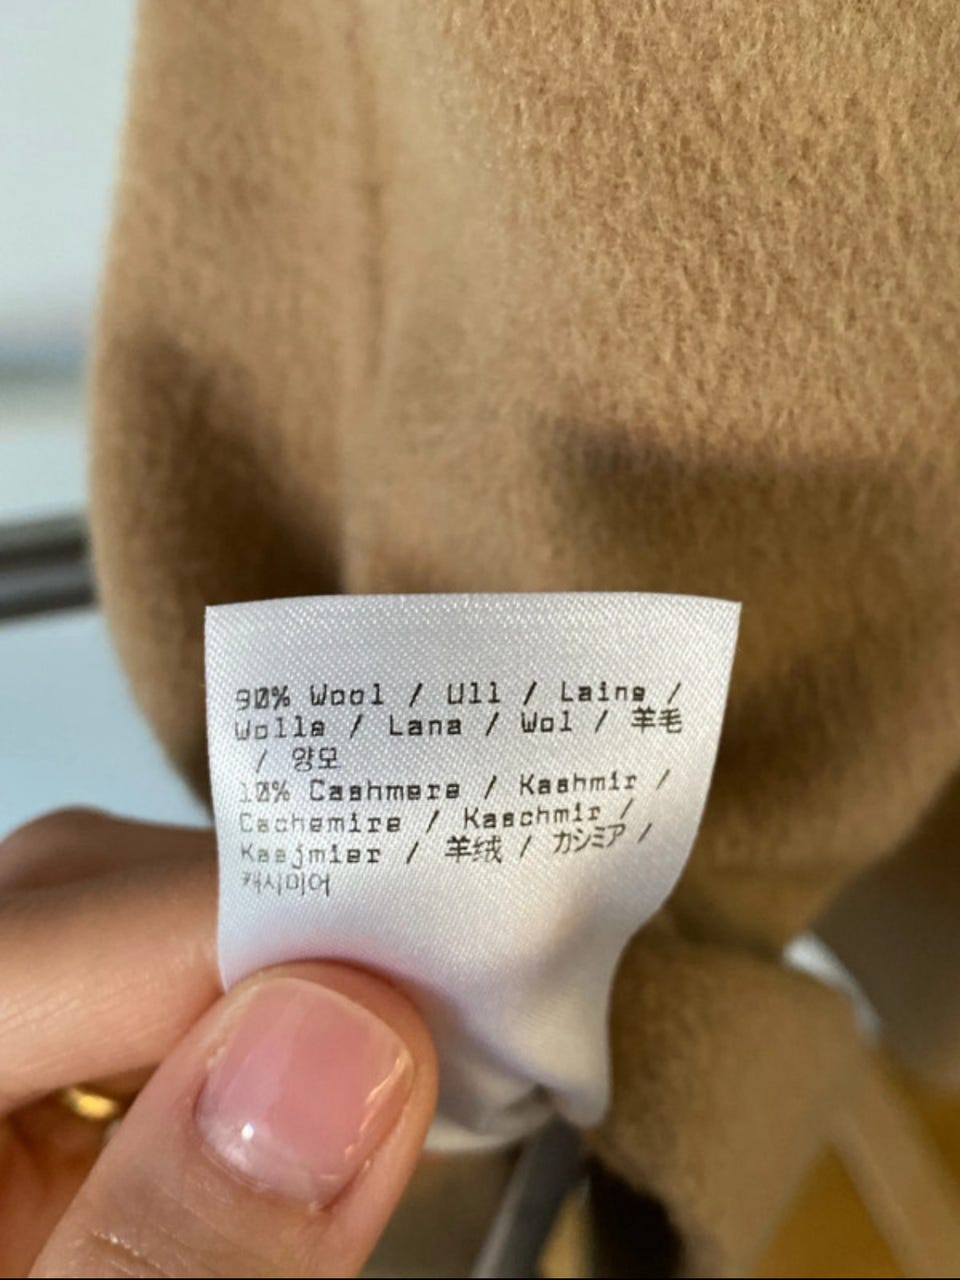 90% Wool / Ull / Laine /
Wolle / Lana / Wol / 羊毛
/ 양모
10% Cashmere / Kashmir /
Cachemire / Kaschmir /
Kasjmier / 羊绒 / カシミア /
캐시미어